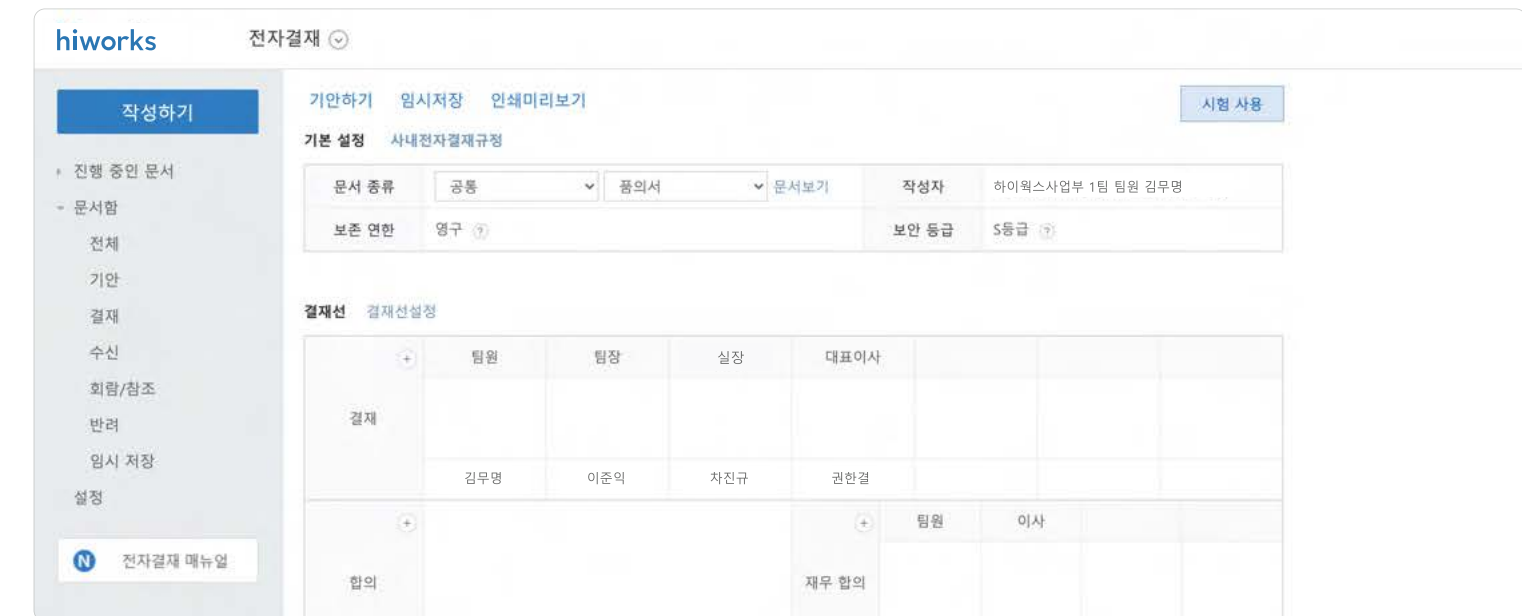 hiworks 전자결재
작성하기
진행 중인 문서
문서함
전체
기안
결재
수신
회람/참조
반려
임시 저장
설정
N 전자결재 매뉴얼
기안하기 임시저장 인쇄미리보기
시험 사용
기본 설정 사내전자결재규정
문서 종류 공통 품의서 문서보기 작성자 하이웍스사업부 1팀 팀원 김무명
보존 연한 영구 ? 보안 등급 S등급 ?
결재선 결재선설정
+ 팀원 팀장 실장 대표이사
결재
김무명 이준익 차진규 권한결
+ + 팀원 이사
합의 재무 합의